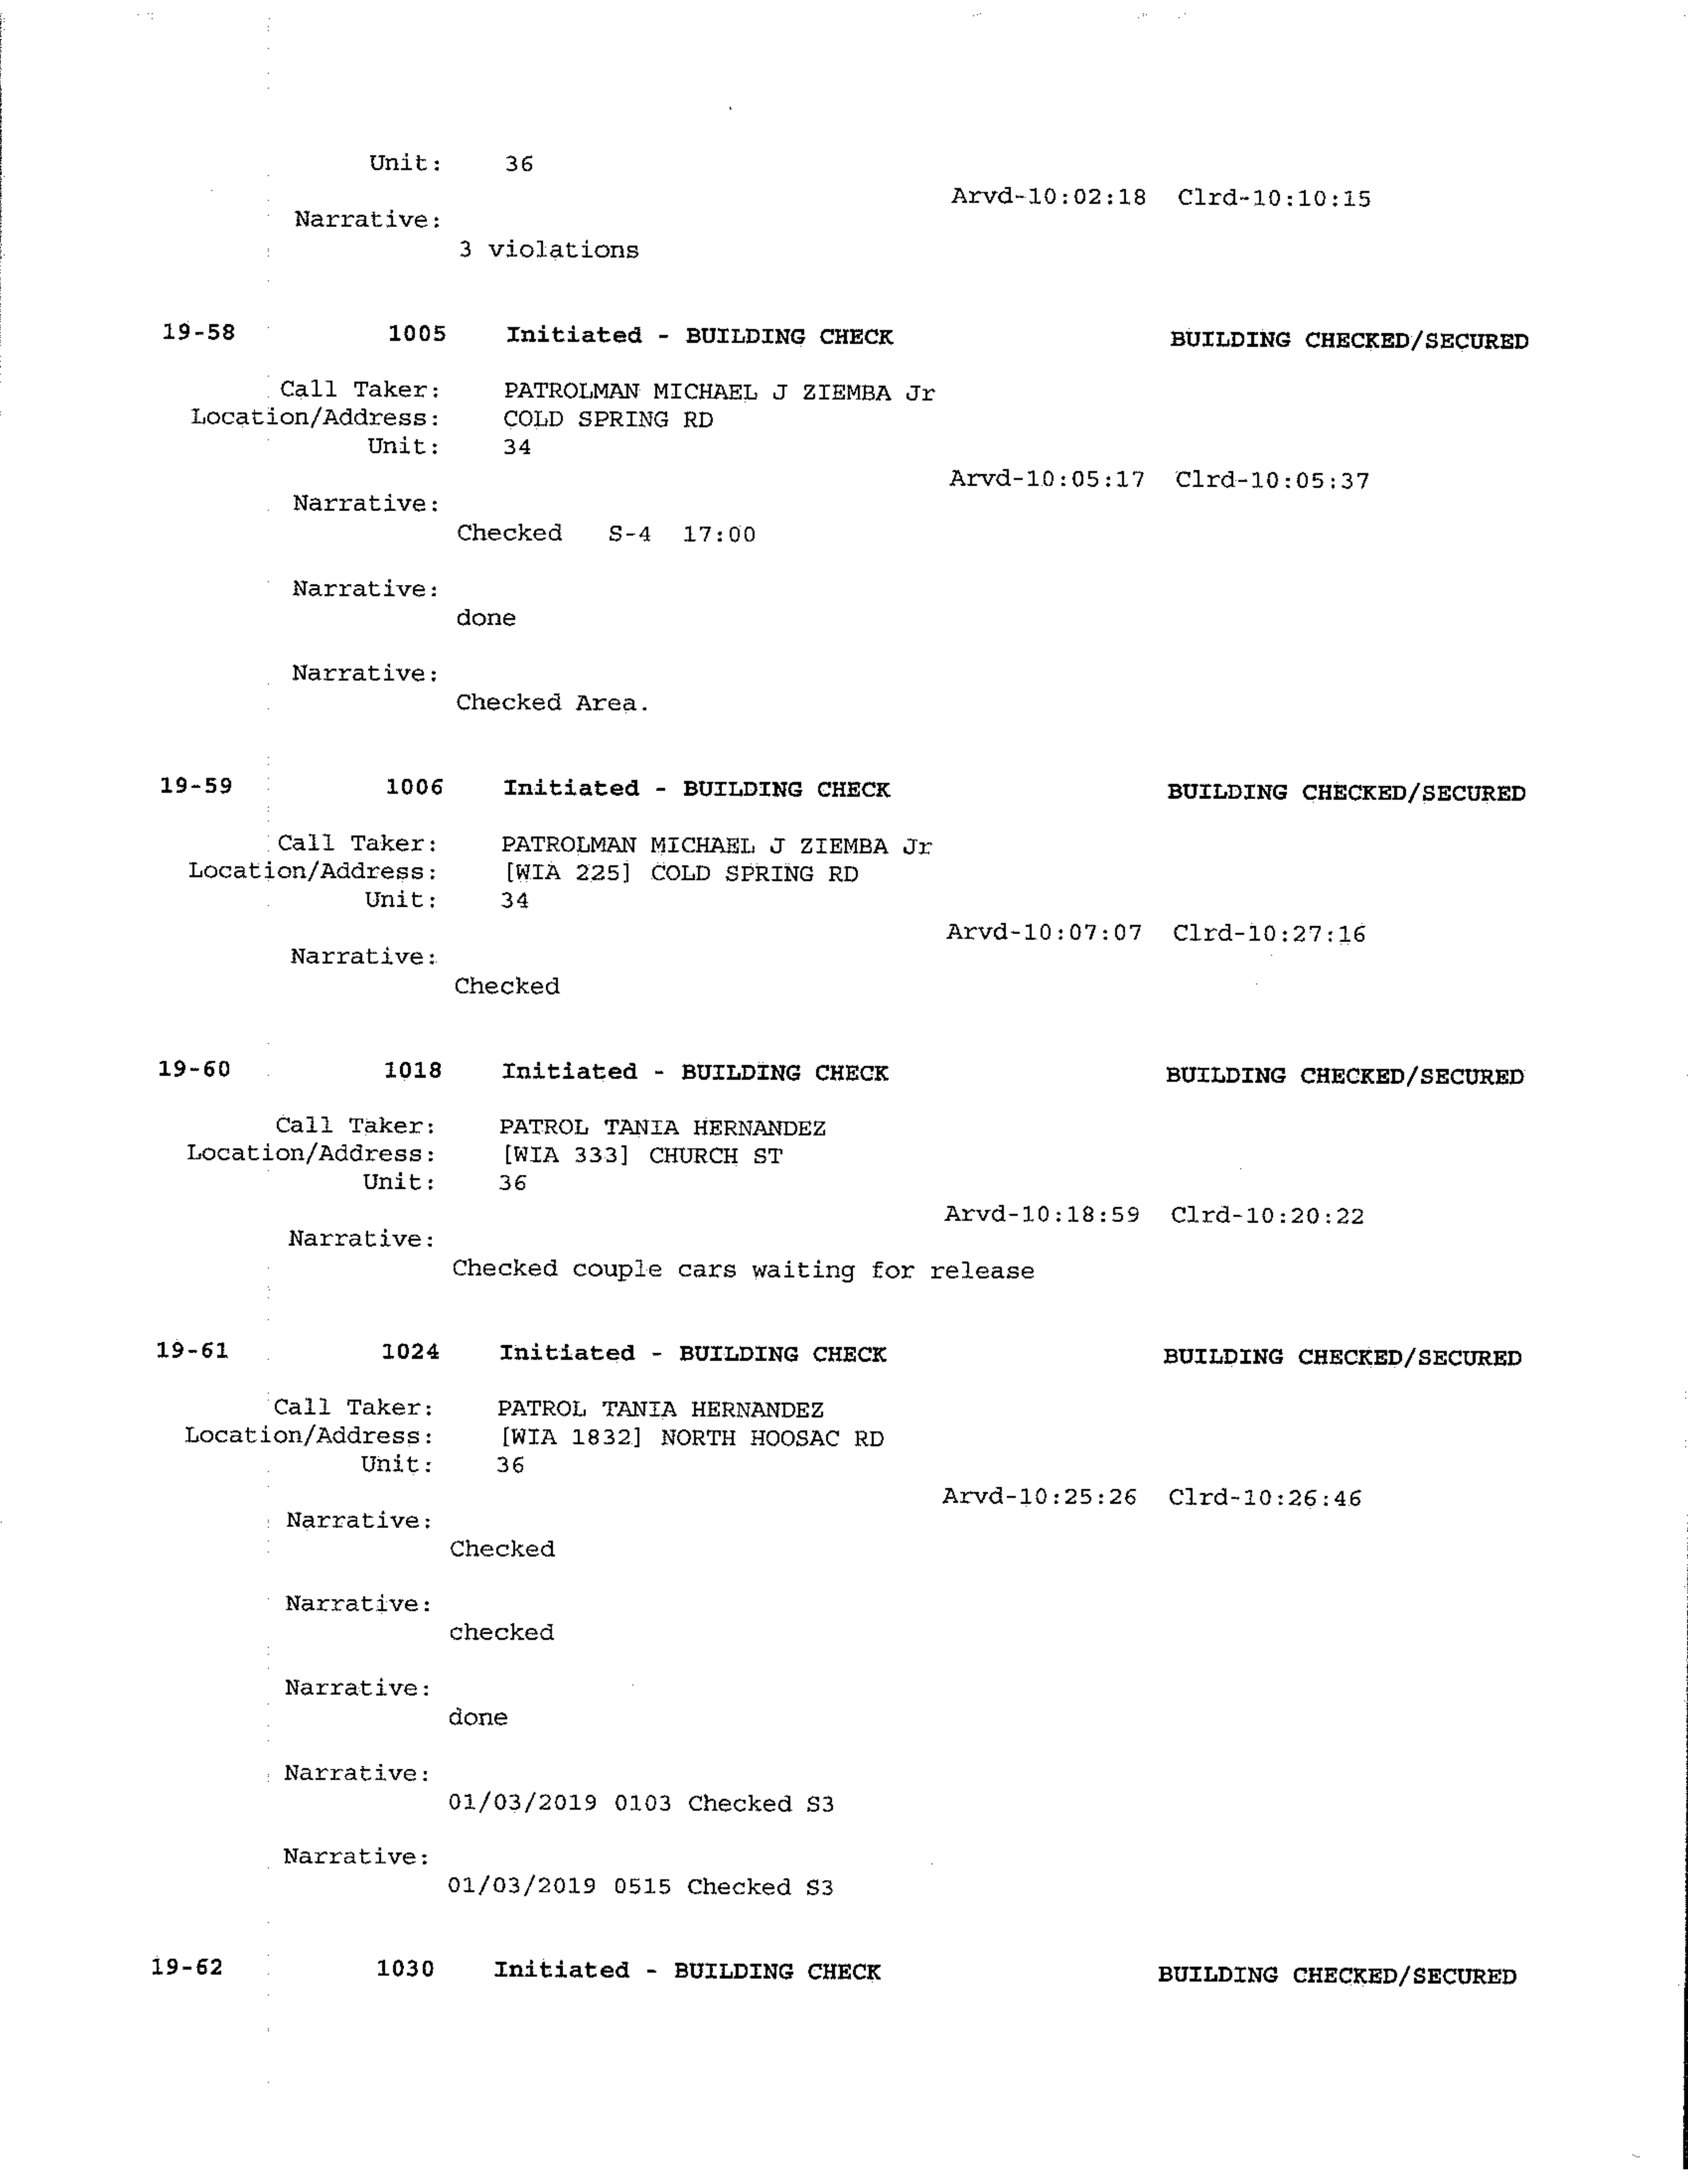 Unit: 36
Arvd-10:02:18 Clrd-10:10:15
Narrative:
3 violations
19-58 1005 Initiated - BUILDING CHECK BUILDING CHECKED/SECURED
Call Taker: PATROLMAN MICHAEL J ZIEMBA Jr
Location/Address: COLD SPRING RD
Unit: 34
Arvd-10:05:17 Clrd-10:05:37
Narrative:
Checked S-4 17:00
Narrative:
done
Narrative:
Checked Area.
19-59 1006 Initiated - BUILDING CHECK BUILDING CHECKED/SECURED
Call Taker: PATROLMAN MICHAEL J ZIEMBA Jr
Location/Address: [WIA 225] COLD SPRING RD
Unit: 34
Arvd-10:07:07 Clrd-10:27:16
Narrative:
Checked
19-60 1018 Initiated - BUILDING CHECK BUILDING CHECKED/SECURED
Call Taker: PATROL TANIA HERNANDEZ
Location/Address: [WIA 333] CHURCH ST
Unit: 36
Arvd-10:18:59 Clrd-10:20:22
Narrative:
Checked couple cars waiting for release
19-61 1024 Initiated - BUILDING CHECK BUILDING CHECKED/SECURED
Call Taker: PATROL TANIA HERNANDEZ
Location/Address: [WIA 1832] NORTH HOOSAC RD
Unit: 36
Arvd-10:25:26 Clrd-10:26:46
Narrative:
Checked
Narrative:
checked
Narrative:
done
Narrative:
01/03/2019 0103 Checked S3
Narrative:
01/03/2019 0515 Checked S3
19-62 1030 Initiated - BUILDING CHECK BUILDING CHECKED/SECURED